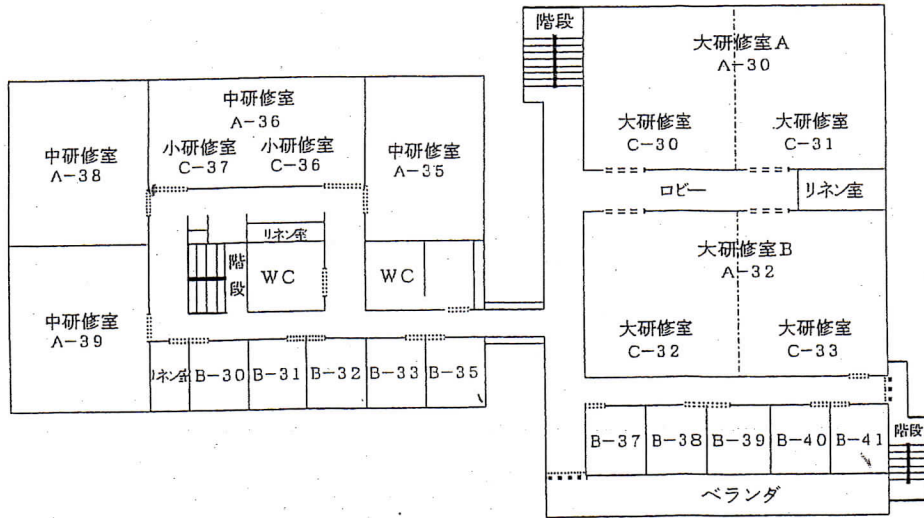 階段
大研修室A
A-30
大研修室
C-30
大研修室
C-31
ロビー
リネン室
大研修室B
A-32
大研修室
C-32
大研修室
C-33
階段
B-37
B-38
B-39
B-40
B-41
ベランダ
中研修室
A-38
中研修室
A-36
小研修室
C-37
小研修室
C-36
中研修室
A-35
リネン室
階段
WC
WC
中研修室
A-39
リネン室
B-30
B-31
B-32
B-33
B-35